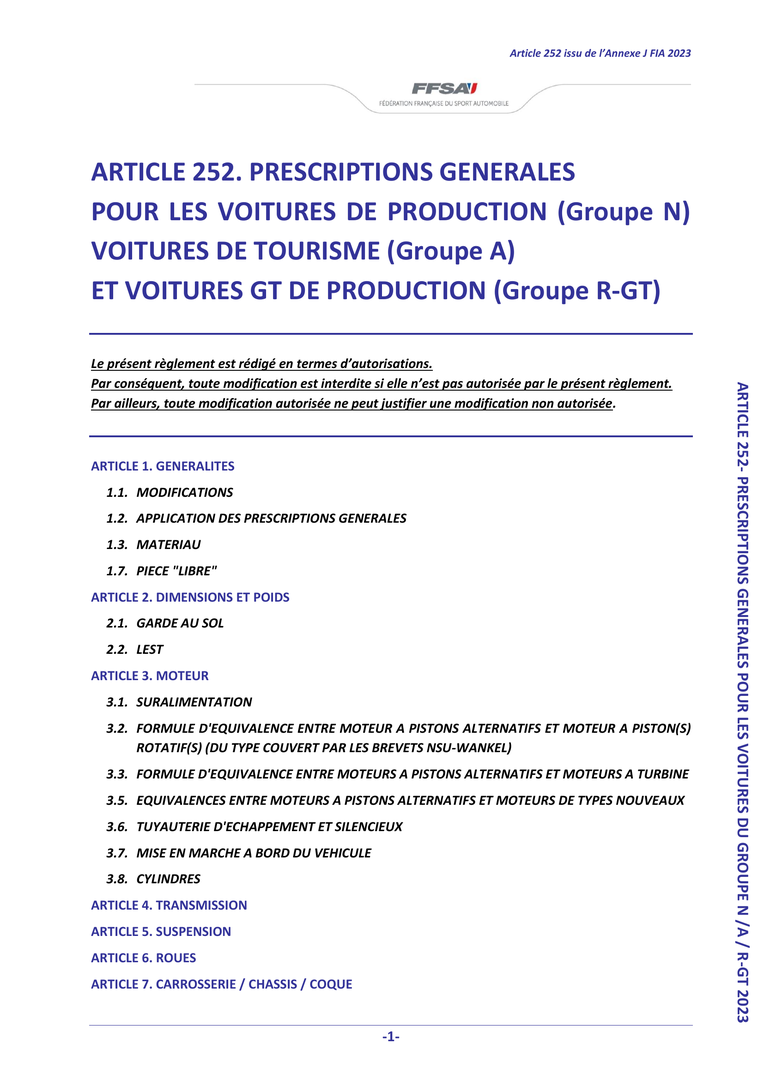 Article 252 issu de l'Annexe J FIA 2023
FFSA
FÉDÉRATION FRANÇAISE DU SPORT AUTOMOBILE
ARTICLE 252. PRESCRIPTIONS GENERALES
POUR LES VOITURES DE PRODUCTION (Groupe N)
VOITURES DE TOURISME (Groupe A)
ET VOITURES GT DE PRODUCTION (Groupe R-GT)
Le présent règlement est rédigé en termes d'autorisations.
Par conséquent, toute modification est interdite si elle n'est pas autorisée par le présent règlement.
Par ailleurs, toute modification autorisée ne peut justifier une modification non autorisée.
ARTICLE 1. GENERALITES
1.1. MODIFICATIONS
1.2. APPLICATION DES PRESCRIPTIONS GENERALES
1.3. MATERIAU
1.7. PIECE "LIBRE"
ARTICLE 2. DIMENSIONS ET POIDS
2.1. GARDE AU SOL
2.2. LEST
ARTICLE 3. MOTEUR
3.1. SURALIMENTATION
3.2. FORMULE D'EQUIVALENCE ENTRE MOTEUR A PISTONS ALTERNATIFS ET MOTEUR A PISTON(S)
ROTATIF(S) (DU TYPE COUVERT PAR LES BREVETS NSU-WANKEL)
3.3. FORMULE D'EQUIVALENCE ENTRE MOTEURS A PISTONS ALTERNATIFS ET MOTEURS A TURBINE
3.5. EQUIVALENCES ENTRE MOTEURS A PISTONS ALTERNATIFS ET MOTEURS DE TYPES NOUVEAUX
3.6. TUYAUTERIE D'ECHAPPEMENT ET SILENCIEUX
3.7. MISE EN MARCHE A BORD DU VEHICULE
3.8. CYLINDRES
ARTICLE 4. TRANSMISSION
ARTICLE 5. SUSPENSION
ARTICLE 6. ROUES
ARTICLE 7. CARROSSERIE / CHASSIS / COQUE
-1-
ARTICLE 252- PRESCRIPTIONS GENERALES POUR LES VOITURES DU GROUPE N /A / R-GT 2023